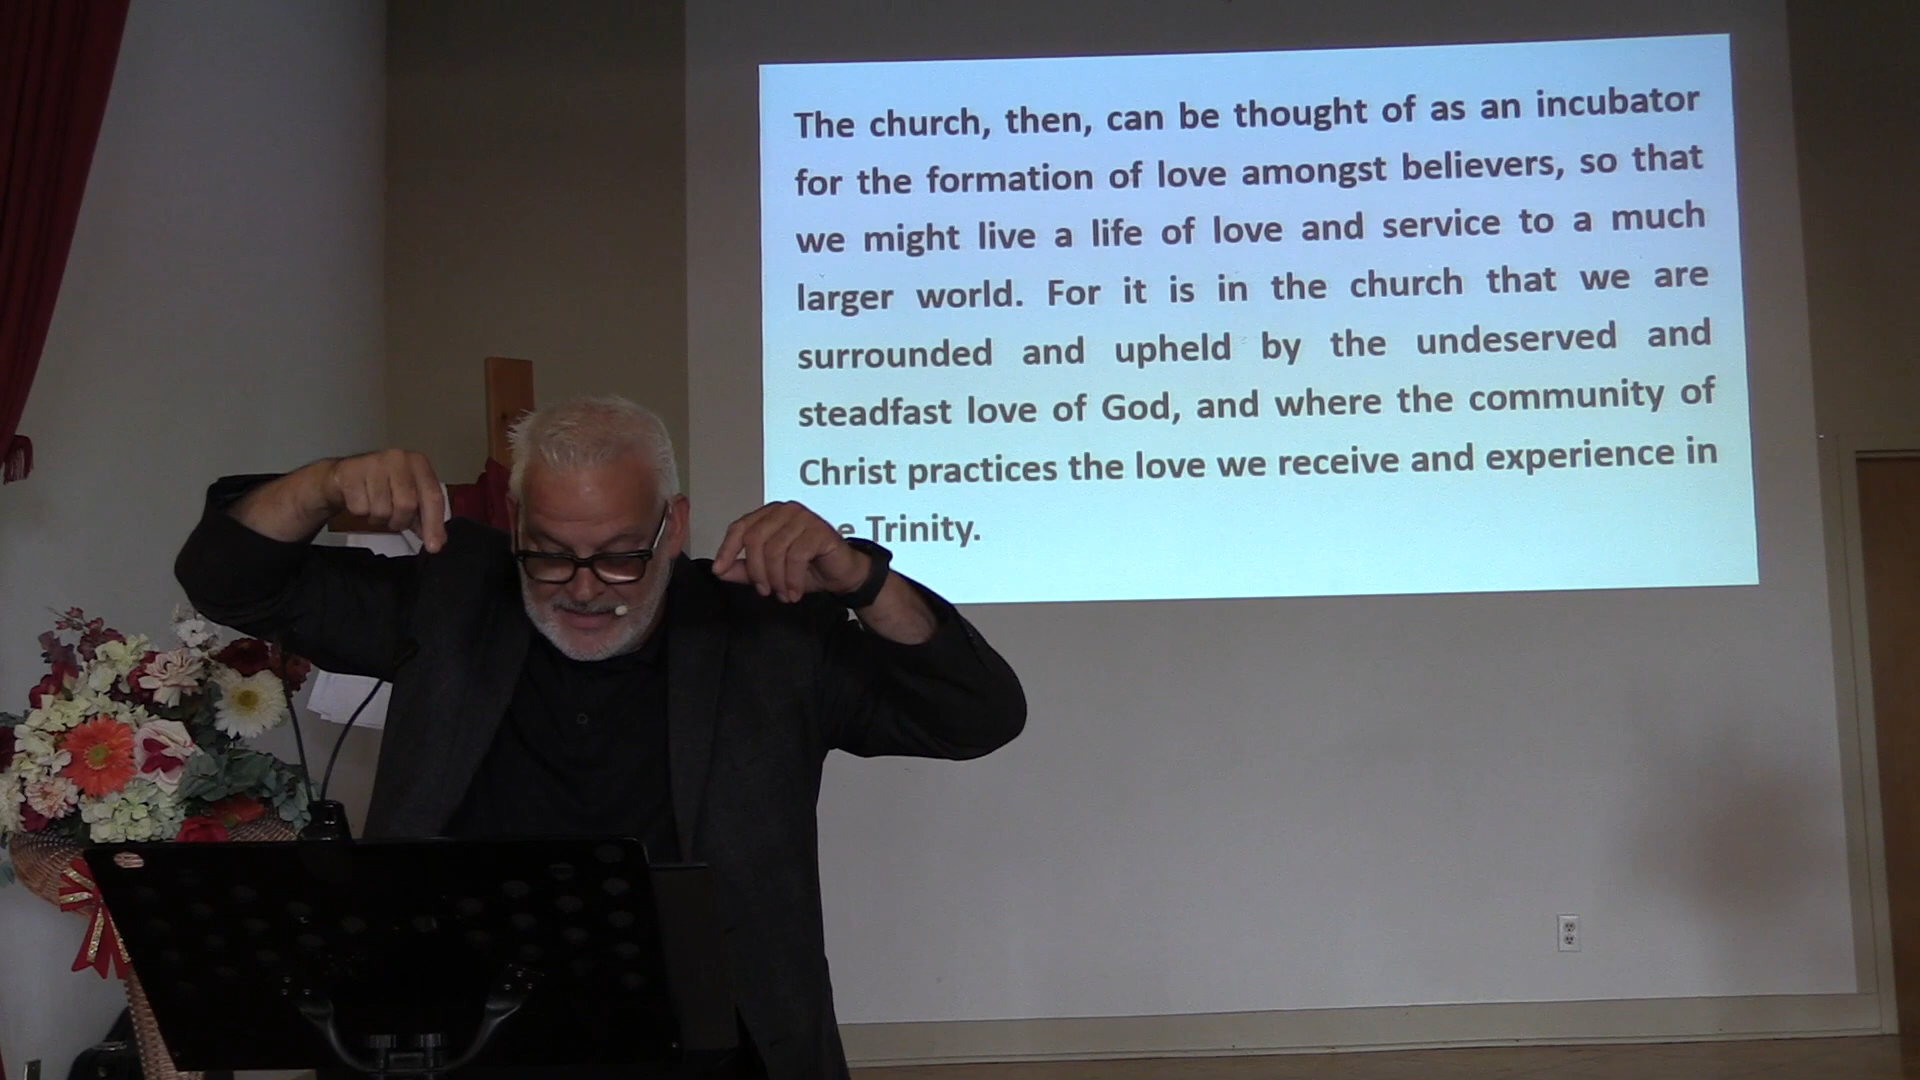 The church, then, can be thought of as an incubator
for the formation of love amongst believers, so that
we might live a life of love and service to a much
larger world. For it is in the church that we are
surrounded and upheld by the undeserved and
steadfast love of God, and where the community of
Christ practices the love we receive and experience in
Trinity.